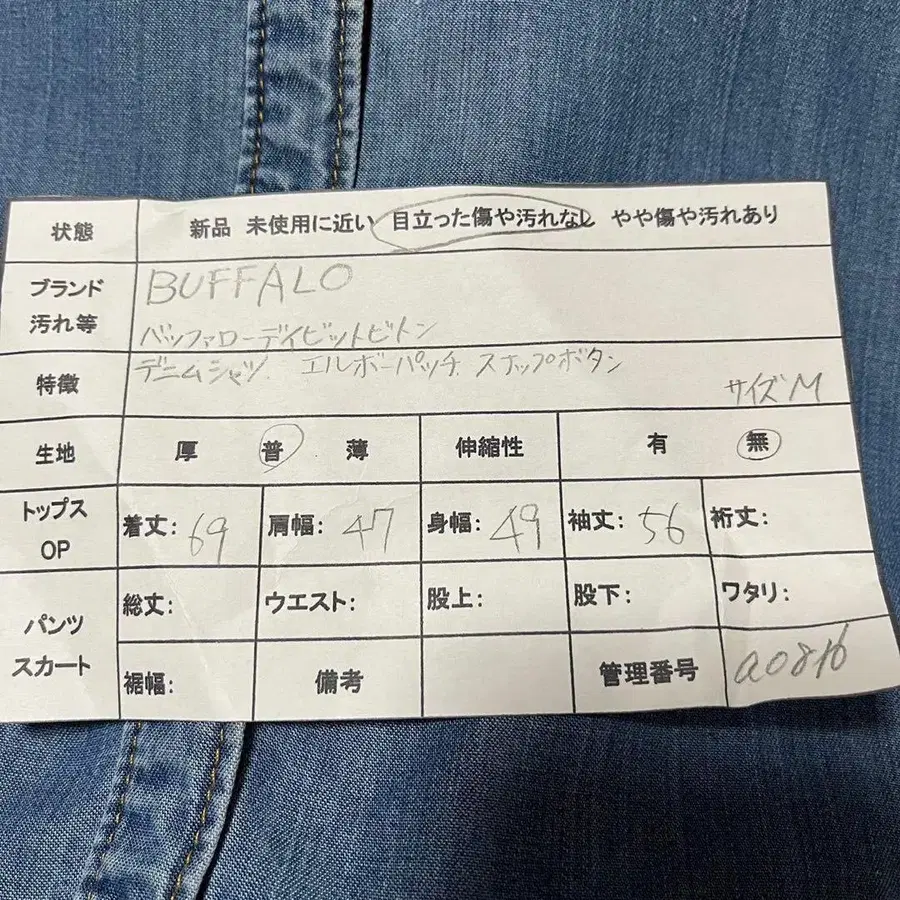 状態 新品 未使用に近い 目立った傷や汚れなし やや傷や汚れあり
ブランド 汚れ等 BUFFALO
バッファローデイビットビトン
特徴 デニムシャツ. エルボーパッチ. スナップボタン
サイズM
生地 厚 普 薄 伸縮性 有 無
トップス OP 着丈: 69 肩幅: 47 身幅: 49 袖丈: 56 裄丈:
パンツ スカート 総丈: ウエスト: 股上: 股下: ワタリ:
裾幅: 備考 管理番号 a0816